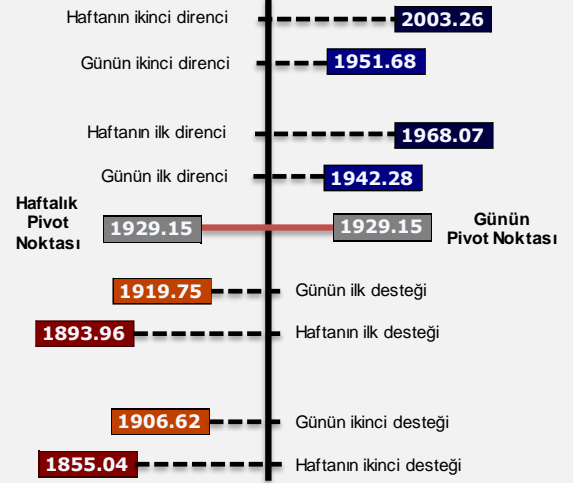 Haftanın ikinci direnci 2003.26
Günün ikinci direnci 1951.68
Haftanın ilk direnci 1968.07
Günün ilk direnci 1942.28
Haftalık
Pivot
Noktası
1929.15
1929.15
Günün
Pivot Noktası
1919.75 Günün ilk desteği
1893.96 Haftanın ilk desteği
1906.62 Günün ikinci desteği
1855.04 Haftanın ikinci desteği